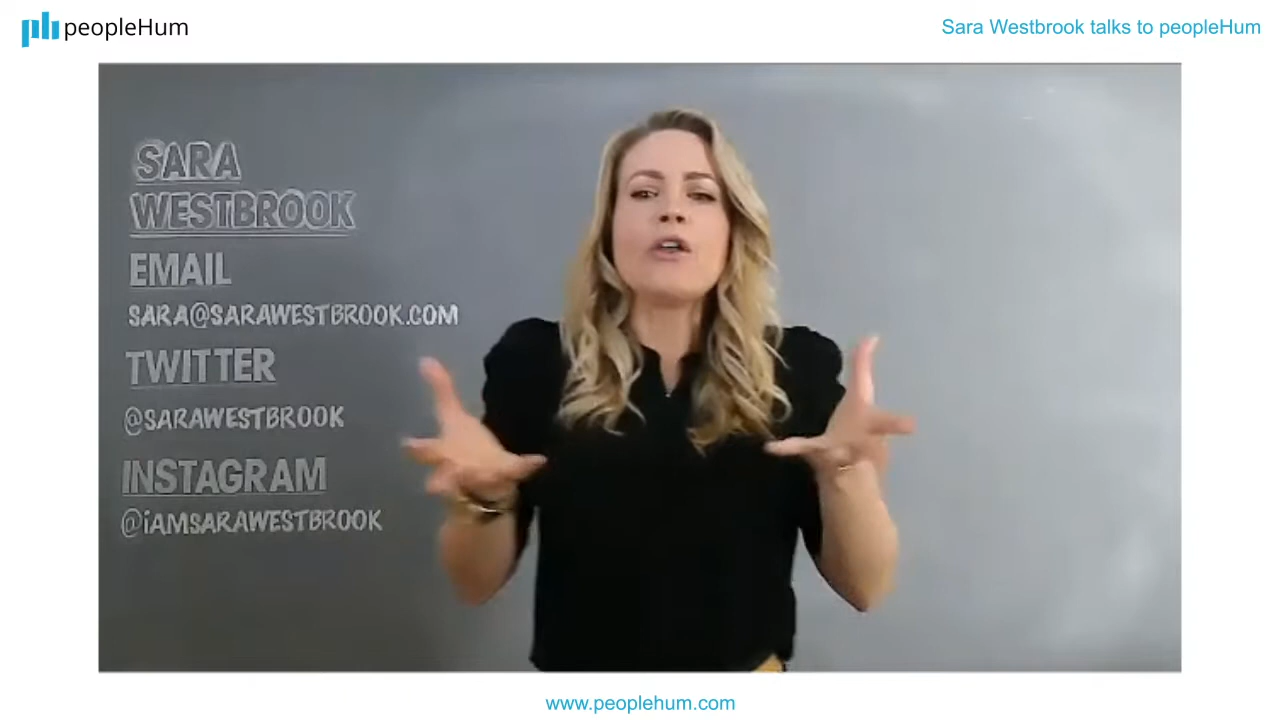 peopleHum
Sara Westbrook talks to peopleHum
SARA
WESTBROOK
EMAIL
SARA@SARAWESTBROOK.COM
TWITTER
@SARAWESTBROOK
INSTAGRAM
@iAMSARAWESTBROOK
www.peoplehum.com